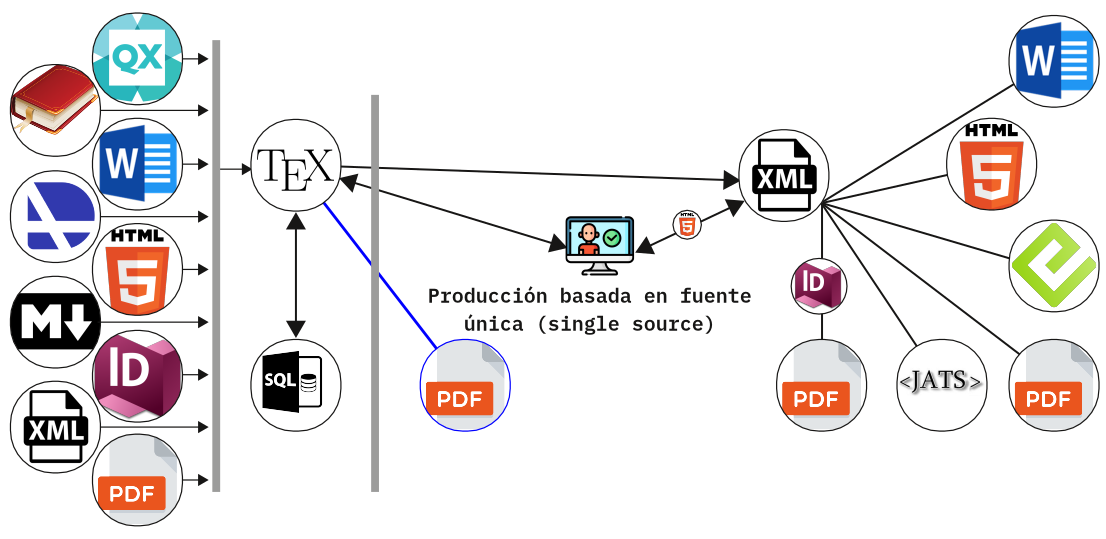 QX
W
HTML
5
M
ID
XML
PDF
TEX
SQL
PDF
Producción basada en fuente
única (single source)
HTML
5
XML
W
HTML
5
e
ID
PDF
<JATS>
PDF